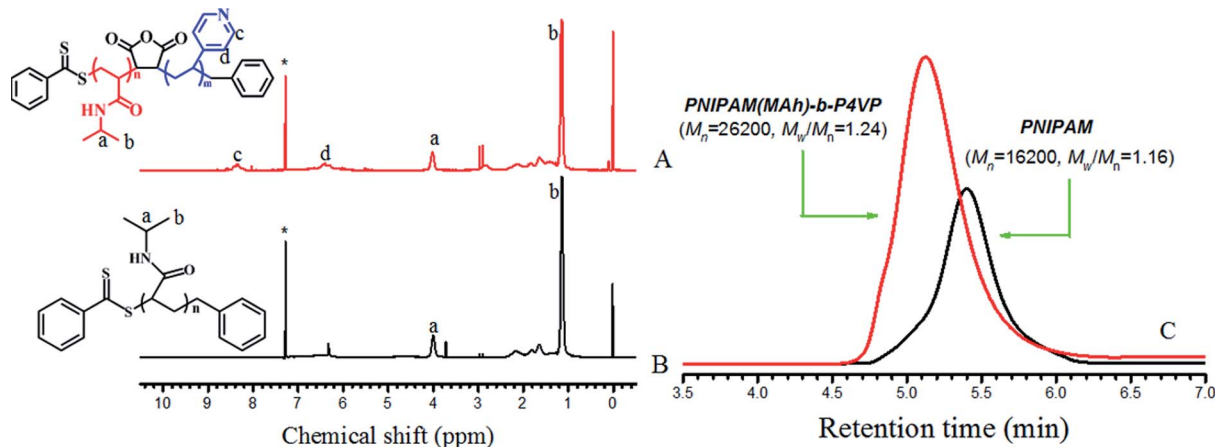 S
S
O O O
n
m
N
c
d
HN O
a b
*
c
d
a
b
A
a b
HN O
S
S
n
*
a
b
B
10 9 8 7 6 5 4 3 2 1 0
Chemical shift (ppm)
PNIPAM(MAh)-b-P4VP
(Mn=26200, Mw/Mn=1.24)
PNIPAM
(Mn=16200, Mw/Mn=1.16)
C
3.5 4.0 4.5 5.0 5.5 6.0 6.5 7.0
Retention time (min)